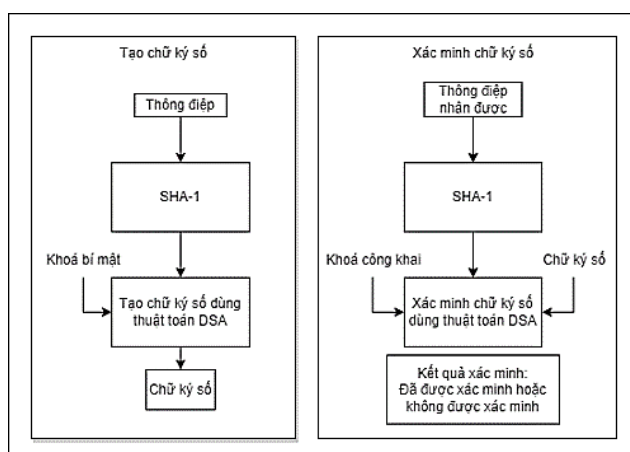 Tạo chữ ký số
Thông điệp
SHA-1
Khoá bí mật
Tạo chữ ký số dùng
thuật toán DSA
Chữ ký số
Xác minh chữ ký số
Thông điệp
nhận được
SHA-1
Khoá công khai
Chữ ký số
Xác minh chữ ký số
dùng thuật toán DSA
Kết quả xác minh:
Đã được xác minh hoặc
không được xác minh